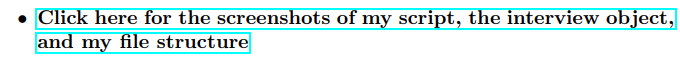 • Click here for the screenshots of my script, the interview object,
and my file structure